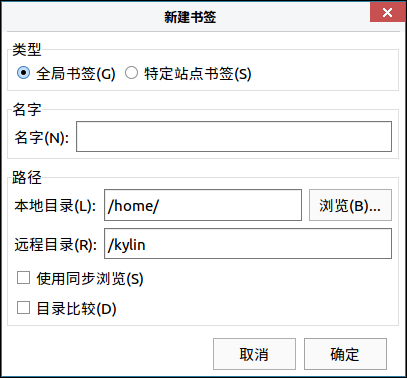 新建书签
类型
全局书签(G) 特定站点书签(S)
名字
名字(N):
路径
本地目录(L): /home/ 浏览(B)...
远程目录(R): /kylin
使用同步浏览(S)
目录比较(D)
取消 确定